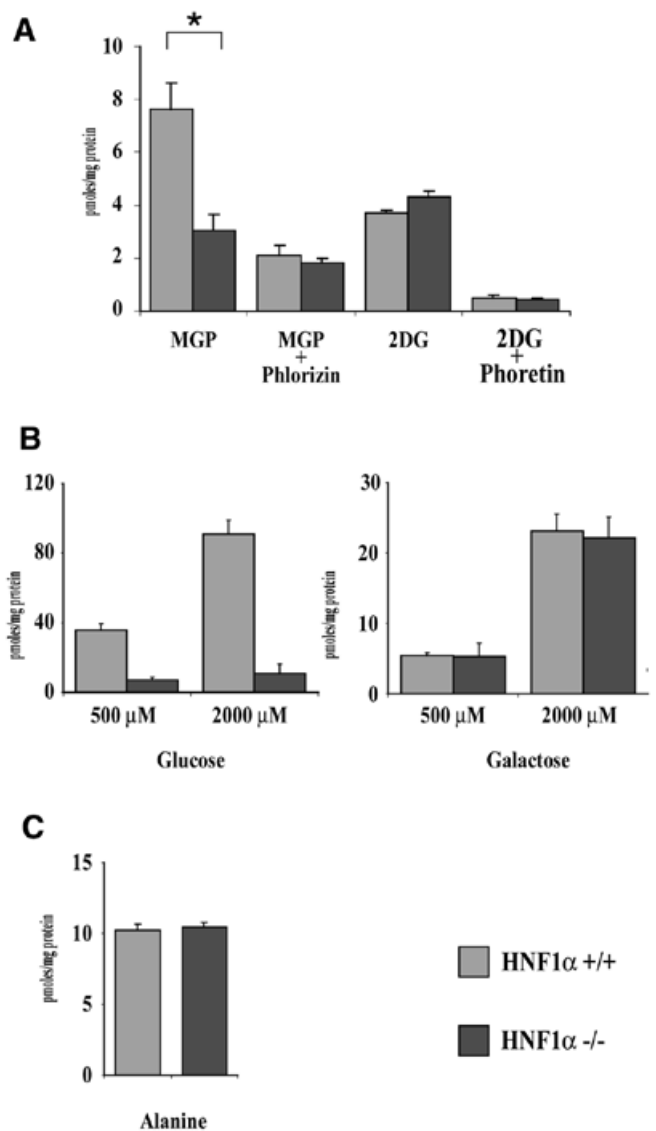 A
*
10
8
6
4
2
0
pmoles/mg protein
MGP
MGP
+
Phlorizin
2DG
2DG
+
Phoretin
B
120
80
40
0
pmoles/mg protein
500 µM
2000 µM
Glucose
30
20
10
0
pmoles/mg protein
500 µM
2000 µM
Galactose
C
15
10
5
0
pmoles/mg protein
Alanine
HNF1α +/+
HNF1α -/-